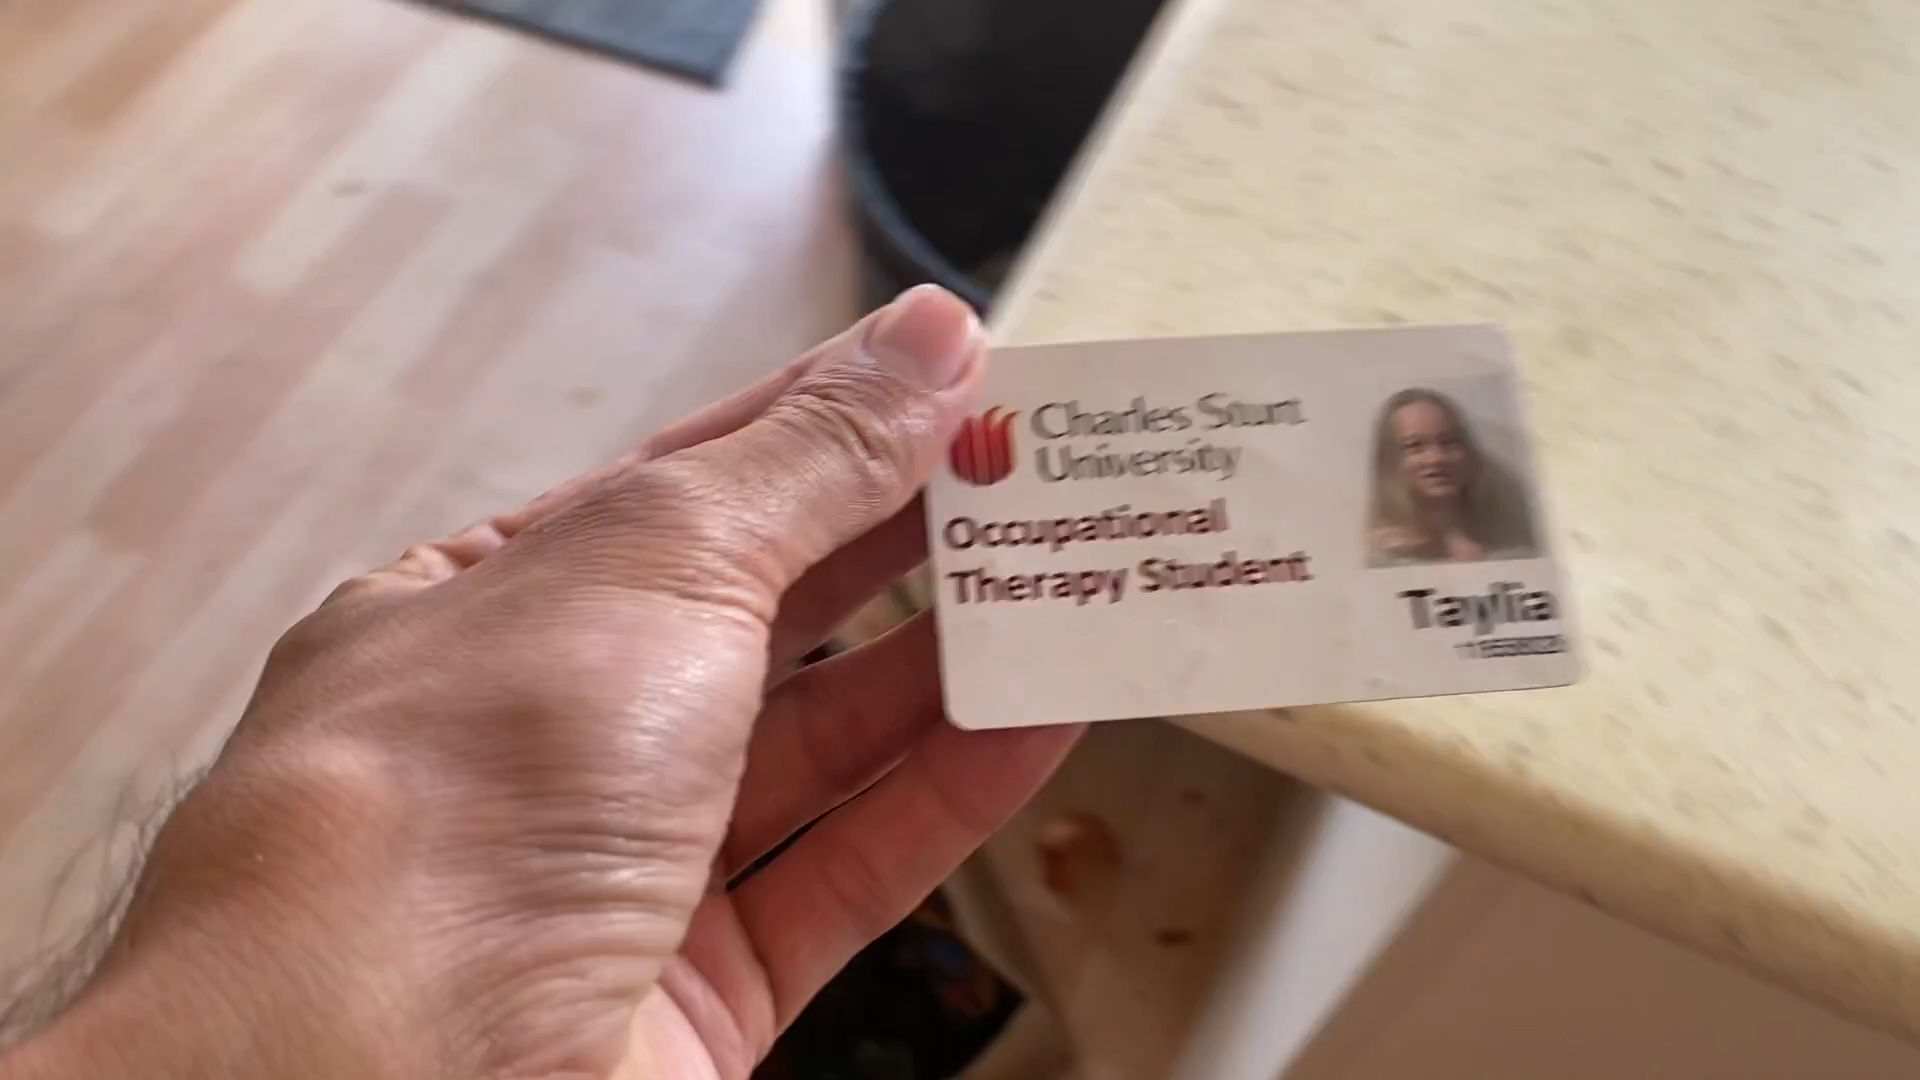 Charles Sturt
University
Occupational
Therapy Student
Taylia